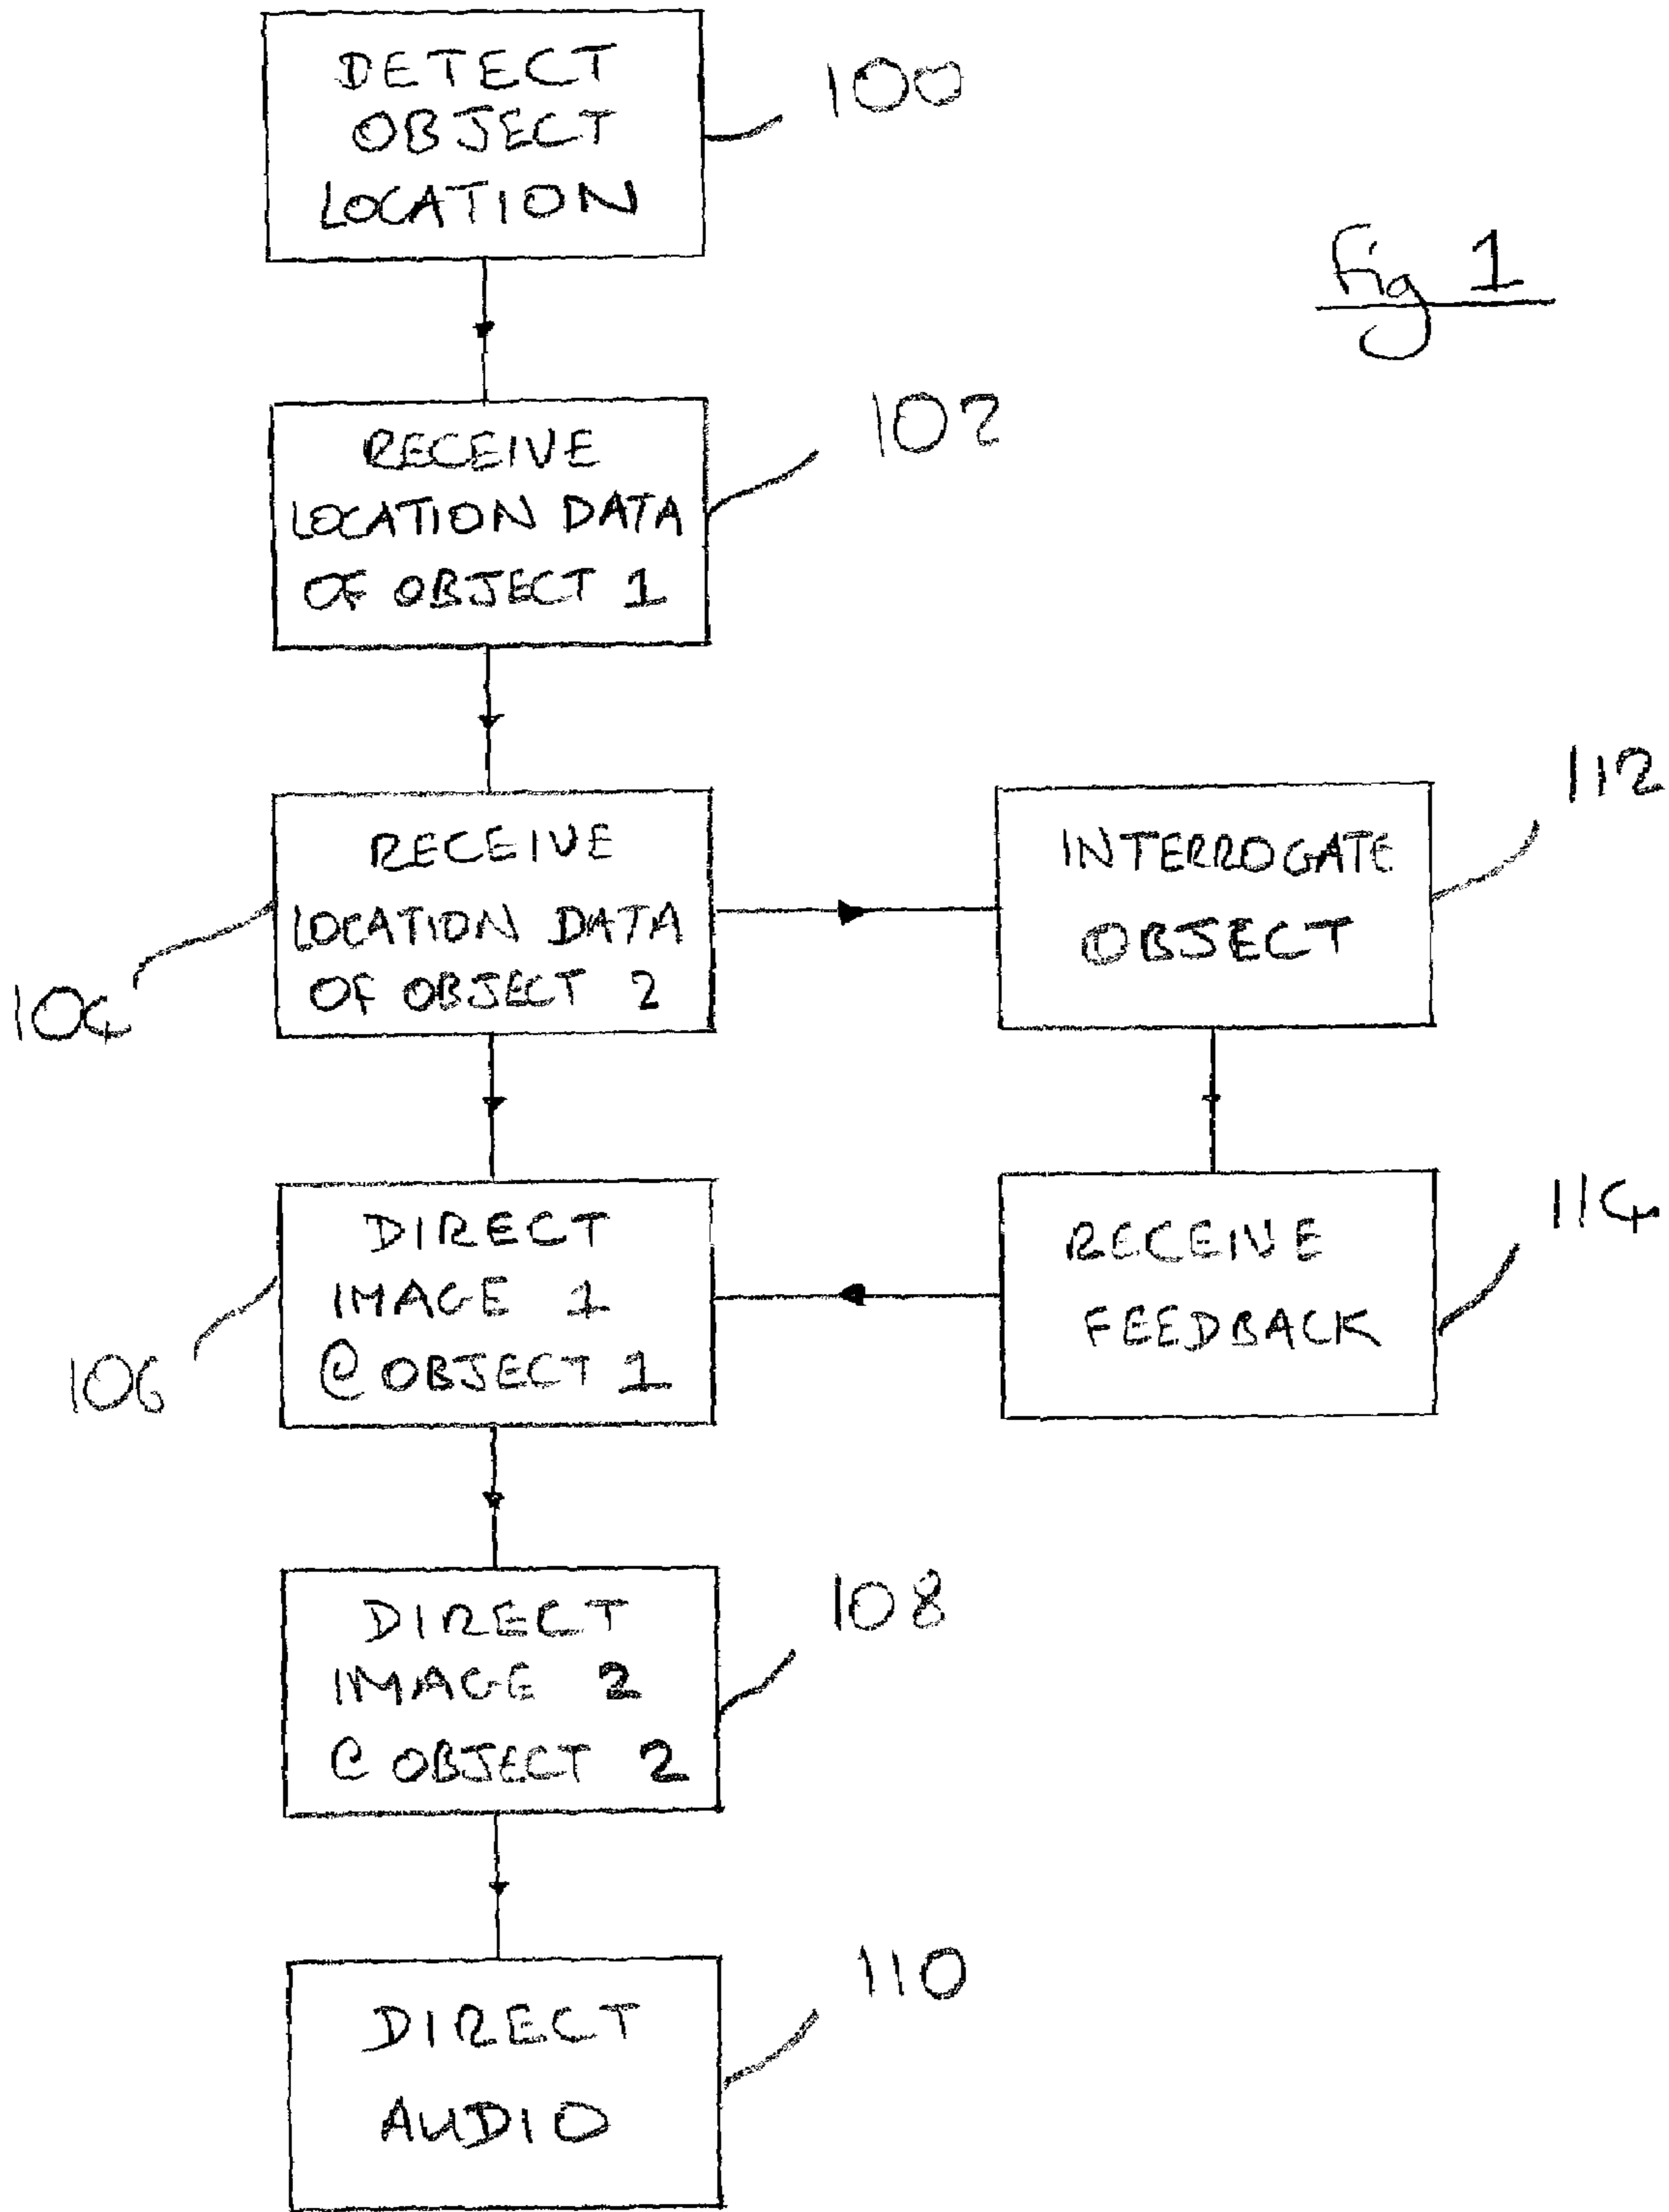 DETECT
OBJECT
LOCATION
100
Fig 1
RECEIVE
LOCATION DATA
OF OBJECT 1
102
RECEIVE
LOCATION DATA
OF OBJECT 2
104
INTERROGATE
OBJECT
112
DIRECT
IMAGE 1
@ OBJECT 1
106
RECEIVE
FEEDBACK
114
DIRECT
IMAGE 2
@ OBJECT 2
108
DIRECT
AUDIO
110